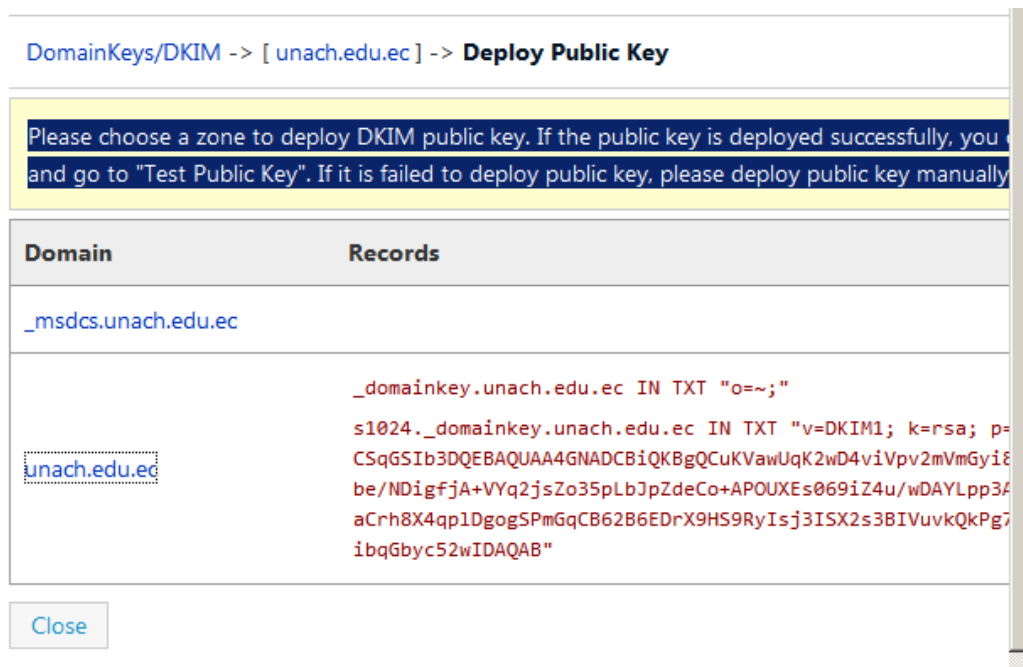 DomainKeys/DKIM -> [ unach.edu.ec ] -> Deploy Public Key
Please choose a zone to deploy DKIM public key. If the public key is deployed successfully, you
and go to "Test Public Key". If it is failed to deploy public key, please deploy public key manually
Domain Records
_msdcs.unach.edu.ec
_domainkey.unach.edu.ec IN TXT "o=~;"
s1024._domainkey.unach.edu.ec IN TXT "v=DKIM1; k=rsa; p=
CSqGSIb3DQEBAQUAA4GNADCBiQKBgQCuKVawUqK2wD4viVpv2mVmGyi8
unach.edu.ec
be/NDigfjA+VYq2jsZo35pLbJpZdeCo+APOUXEs069iZ4u/wDAYLpp3A
aCrh8X4qplDgogSPmGqCB62B6EDrX9HS9RyIsj3ISX2s3BIVuvkQkPg7
ibqGbyc52wIDAQAB"
Close